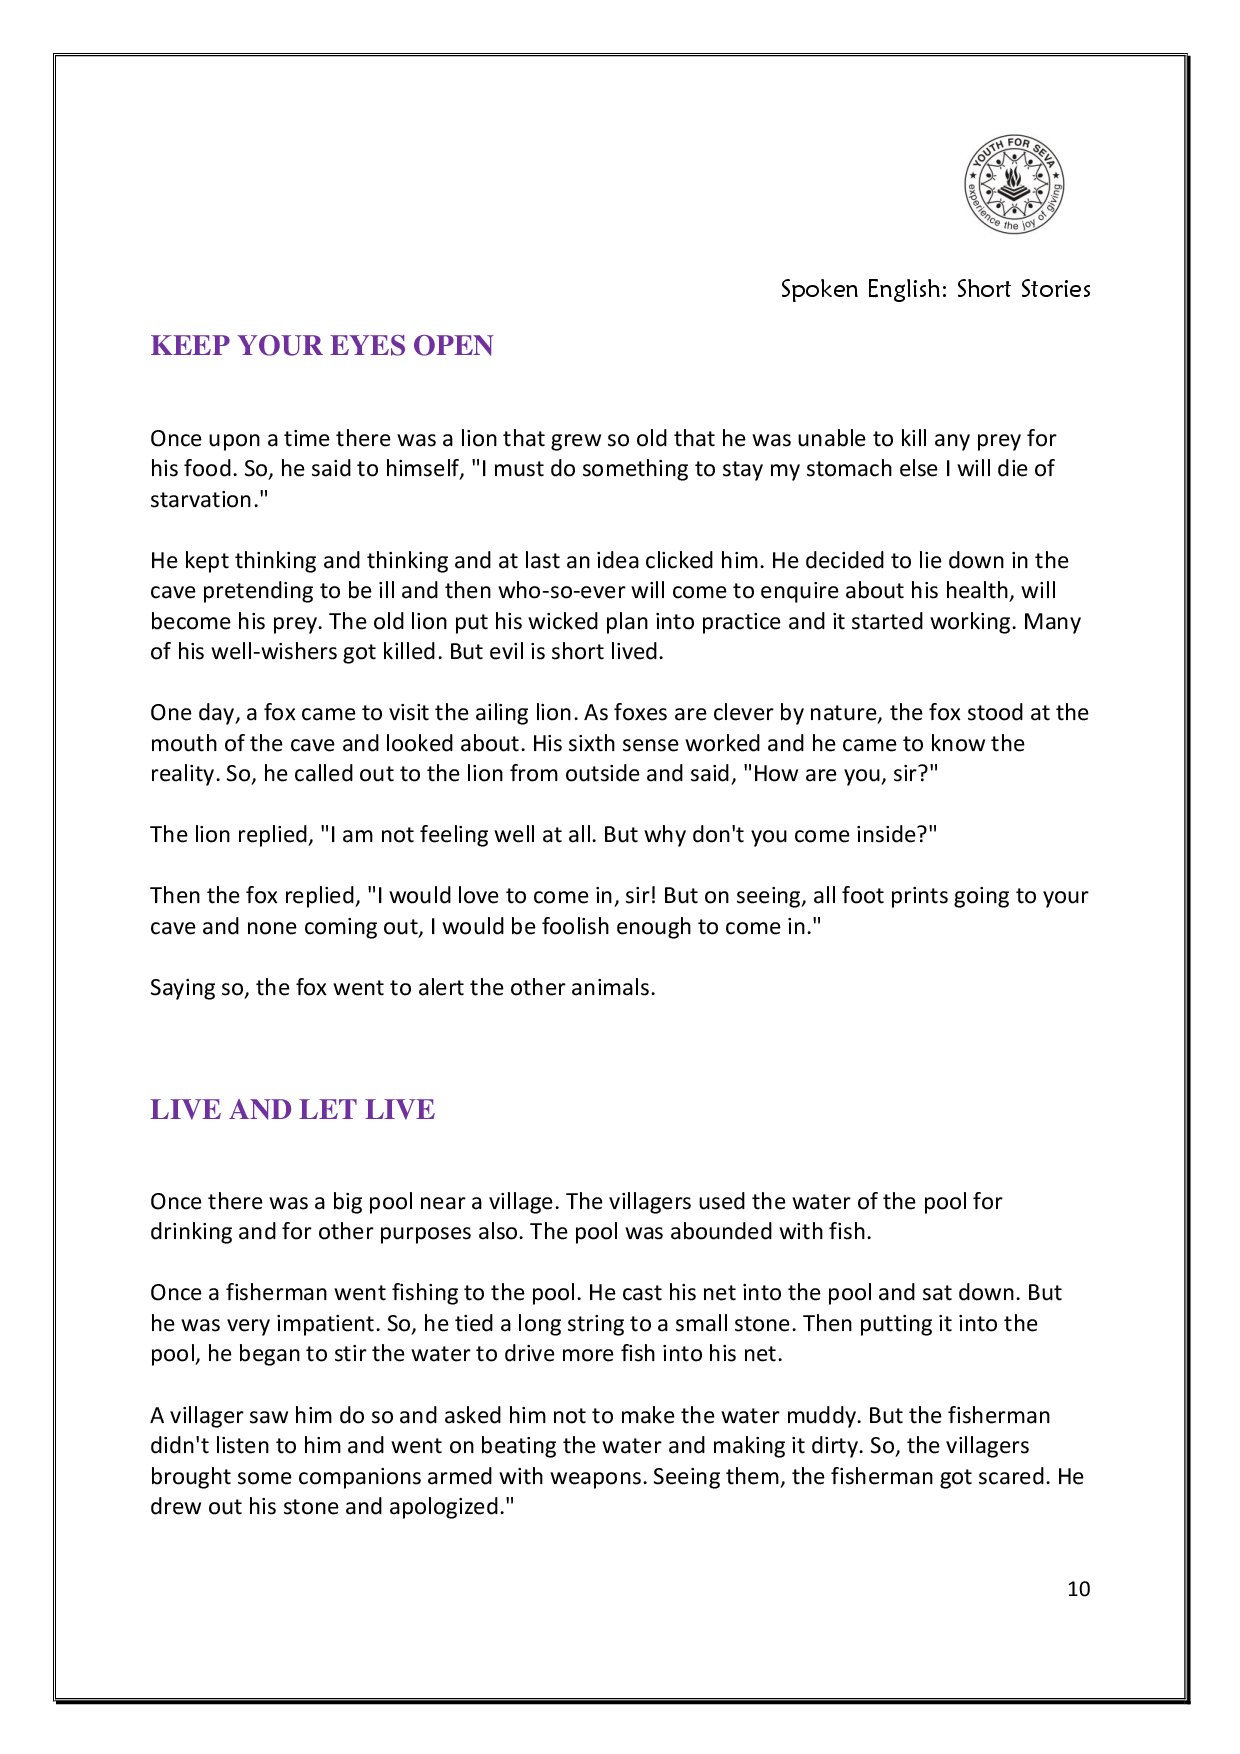 YOUTH FOR SEVA
experience the joy of giving
Spoken English: Short Stories
KEEP YOUR EYES OPEN
Once upon a time there was a lion that grew so old that he was unable to kill any prey for
his food. So, he said to himself, "I must do something to stay my stomach else I will die of
starvation."
He kept thinking and thinking and at last an idea clicked him. He decided to lie down in the
cave pretending to be ill and then who-so-ever will come to enquire about his health, will
become his prey. The old lion put his wicked plan into practice and it started working. Many
of his well-wishers got killed. But evil is short lived.
One day, a fox came to visit the ailing lion. As foxes are clever by nature, the fox stood at the
mouth of the cave and looked about. His sixth sense worked and he came to know the
reality. So, he called out to the lion from outside and said, "How are you, sir?"
The lion replied, "I am not feeling well at all. But why don't you come inside?"
Then the fox replied, "I would love to come in, sir! But on seeing, all foot prints going to your
cave and none coming out, I would be foolish enough to come in."
Saying so, the fox went to alert the other animals.
LIVE AND LET LIVE
Once there was a big pool near a village. The villagers used the water of the pool for
drinking and for other purposes also. The pool was abounded with fish.
Once a fisherman went fishing to the pool. He cast his net into the pool and sat down. But
he was very impatient. So, he tied a long string to a small stone. Then putting it into the
pool, he began to stir the water to drive more fish into his net.
A villager saw him do so and asked him not to make the water muddy. But the fisherman
didn't listen to him and went on beating the water and making it dirty. So, the villagers
brought some companions armed with weapons. Seeing them, the fisherman got scared. He
drew out his stone and apologized."
10